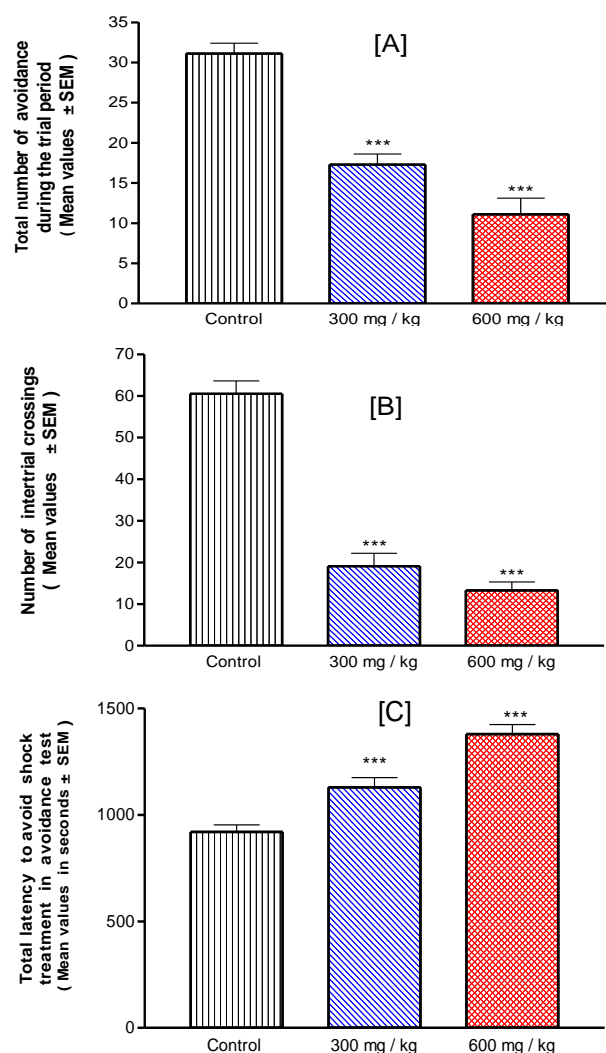 Total number of avoidance
during the trial period
( Mean values ± SEM)
35
30
25
20
15
10
5
0
[A]
***
***
Control
300 mg / kg
600 mg / kg
Number of intertrial crossings
( Mean values ± SEM)
70
60
50
40
30
20
10
0
[B]
***
***
Control
300 mg / kg
600 mg / kg
Total latency to avoid shock
treatment in avoidance test
( Mean values in seconds ± SEM)
1500
1000
500
0
[C]
***
***
Control
300 mg / kg
600 mg / kg